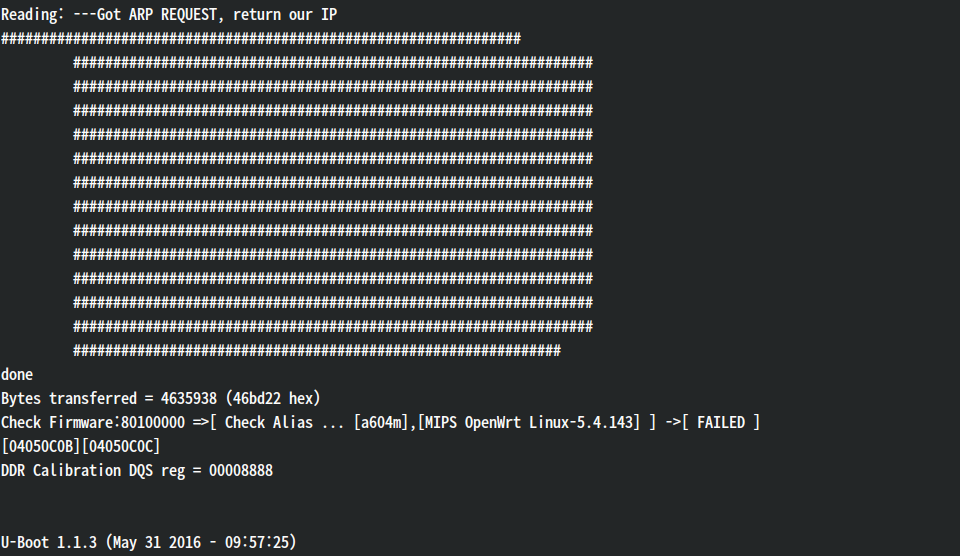 Reading: ---Got ARP REQUEST, return our IP
#################################################################
#################################################################
#################################################################
#################################################################
#################################################################
#################################################################
#################################################################
#################################################################
#################################################################
#################################################################
#################################################################
#################################################################
#################################################################
#############################################################
done
Bytes transferred = 4635938 (46bd22 hex)
Check Firmware:80100000 =>[ Check Alias ... [a604m],[MIPS OpenWrt Linux-5.4.143] ] ->[ FAILED ]
[04050C0B][04050C0C]
DDR Calibration DQS reg = 00008888
U-Boot 1.1.3 (May 31 2016 - 09:57:25)